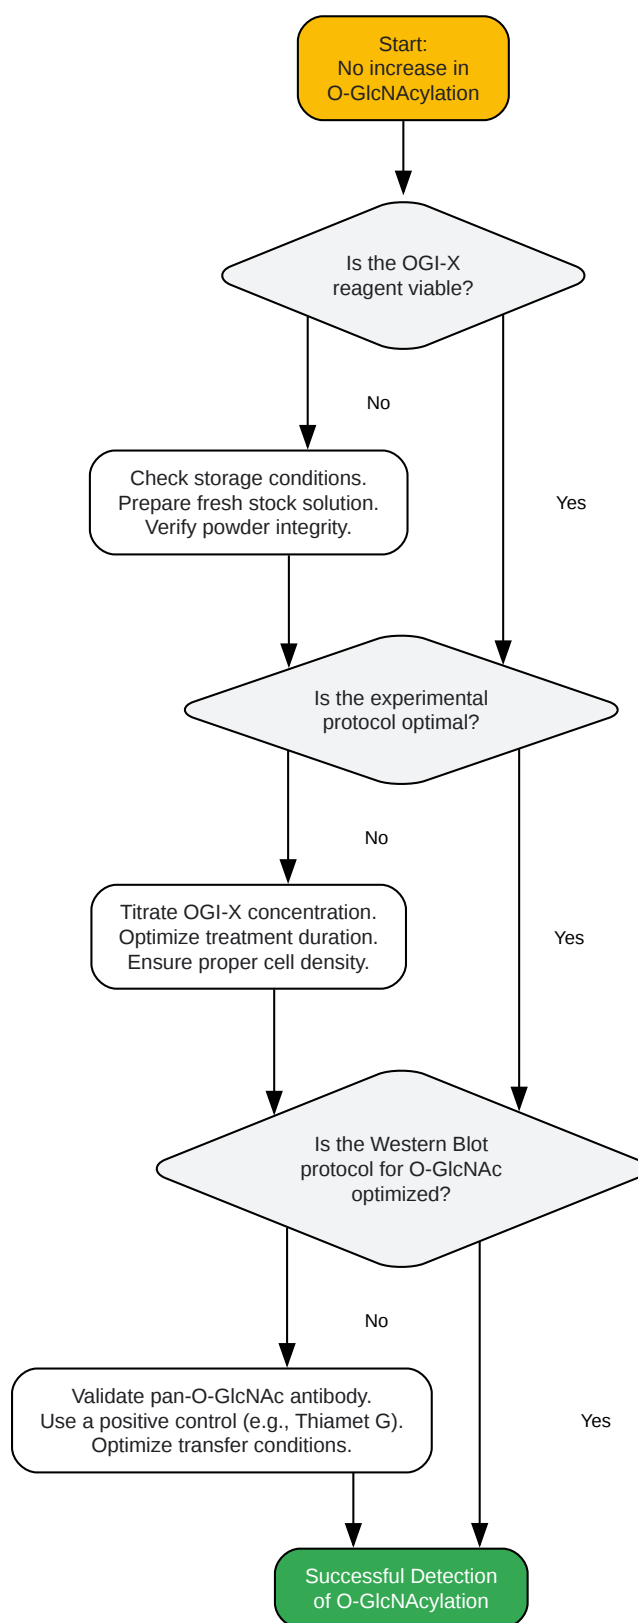 Start:
No increase in
O-GlcNAcylation
Is the OGI-X
reagent viable?
No
Check storage conditions.
Prepare fresh stock solution.
Verify powder integrity.
Yes
Is the experimental
protocol optimal?
No
Titrate OGI-X concentration.
Optimize treatment duration.
Ensure proper cell density.
Yes
Is the Western Blot
protocol for O-GlcNAc
optimized?
No
Validate pan-O-GlcNAc antibody.
Use a positive control (e.g., Thiamet G).
Optimize transfer conditions.
Yes
Successful Detection
of O-GlcNAcylation